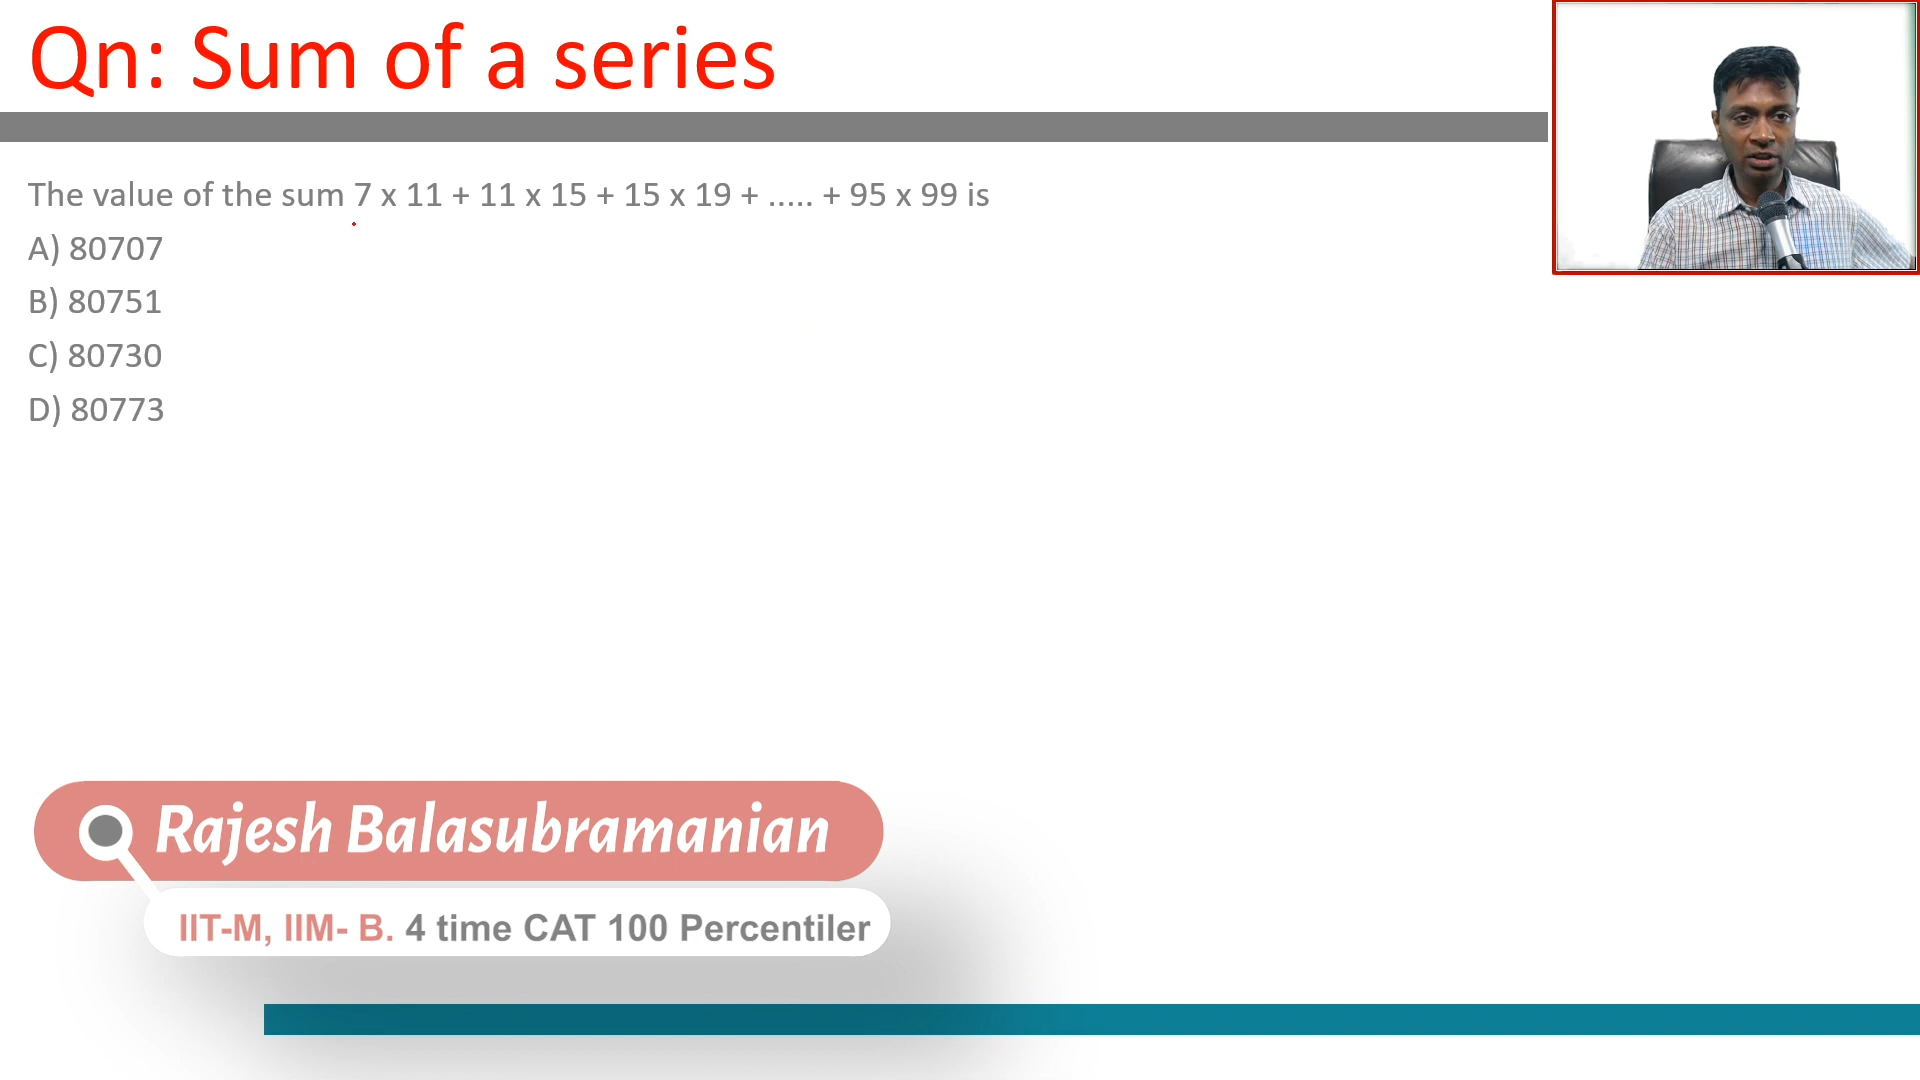 Qn: Sum of a series
The value of the sum 7 x 11 + 11 x 15 + 15 x 19 + ..... + 95 x 99 is
A) 80707
B) 80751
C) 80730
D) 80773
Rajesh Balasubramanian
IIT-M, IIM- B. 4 time CAT 100 Percentiler